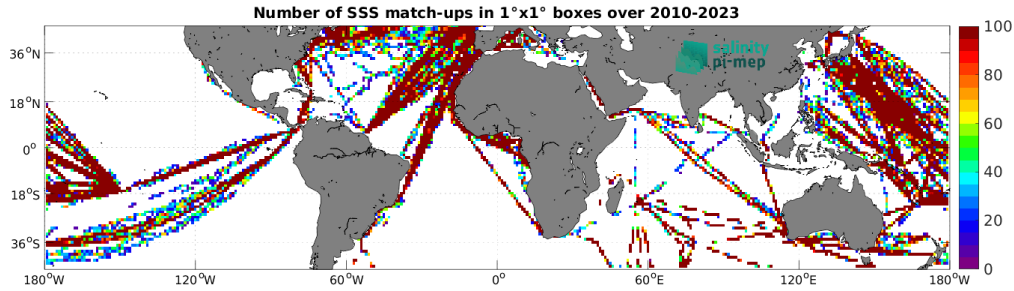 Number of SSS match-ups in 1°x1° boxes over 2010-2023
salinity
pi-mep
36°N
18°N
0°
18°S
36°S
180°W
120°W
60°W
0°
60°E
120°E
180°W
100
80
60
40
20
0